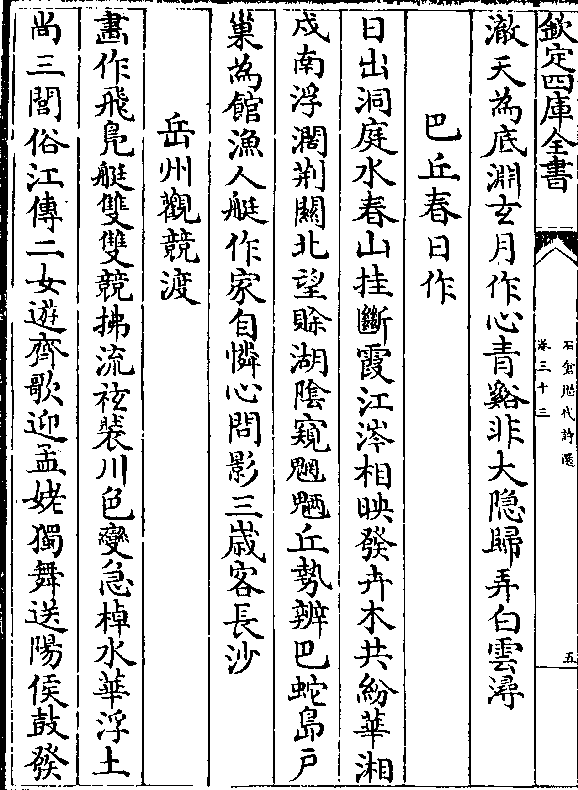 欽定四庫全書
石倉歷代詩選
卷三十三
五
澈天為底淵玄月作心青谿非大隐歸弄白雲潯
巴丘春日作
日出洞庭水春山挂斷霞江涔相映發卉木共紛華湘
戍南浮濶荆關北望賖湖陰窺魍魎丘勢辨巴蛇島戸
巢為館漁人艇作家自憐心問影三歲客長沙
岳州觀競渡
畫作飛鳧艇雙雙競拂流袨裝川色變急棹水華浮土
尚三閭俗江傳二女遊齊歌迎孟姥獨舞送陽侯鼓發